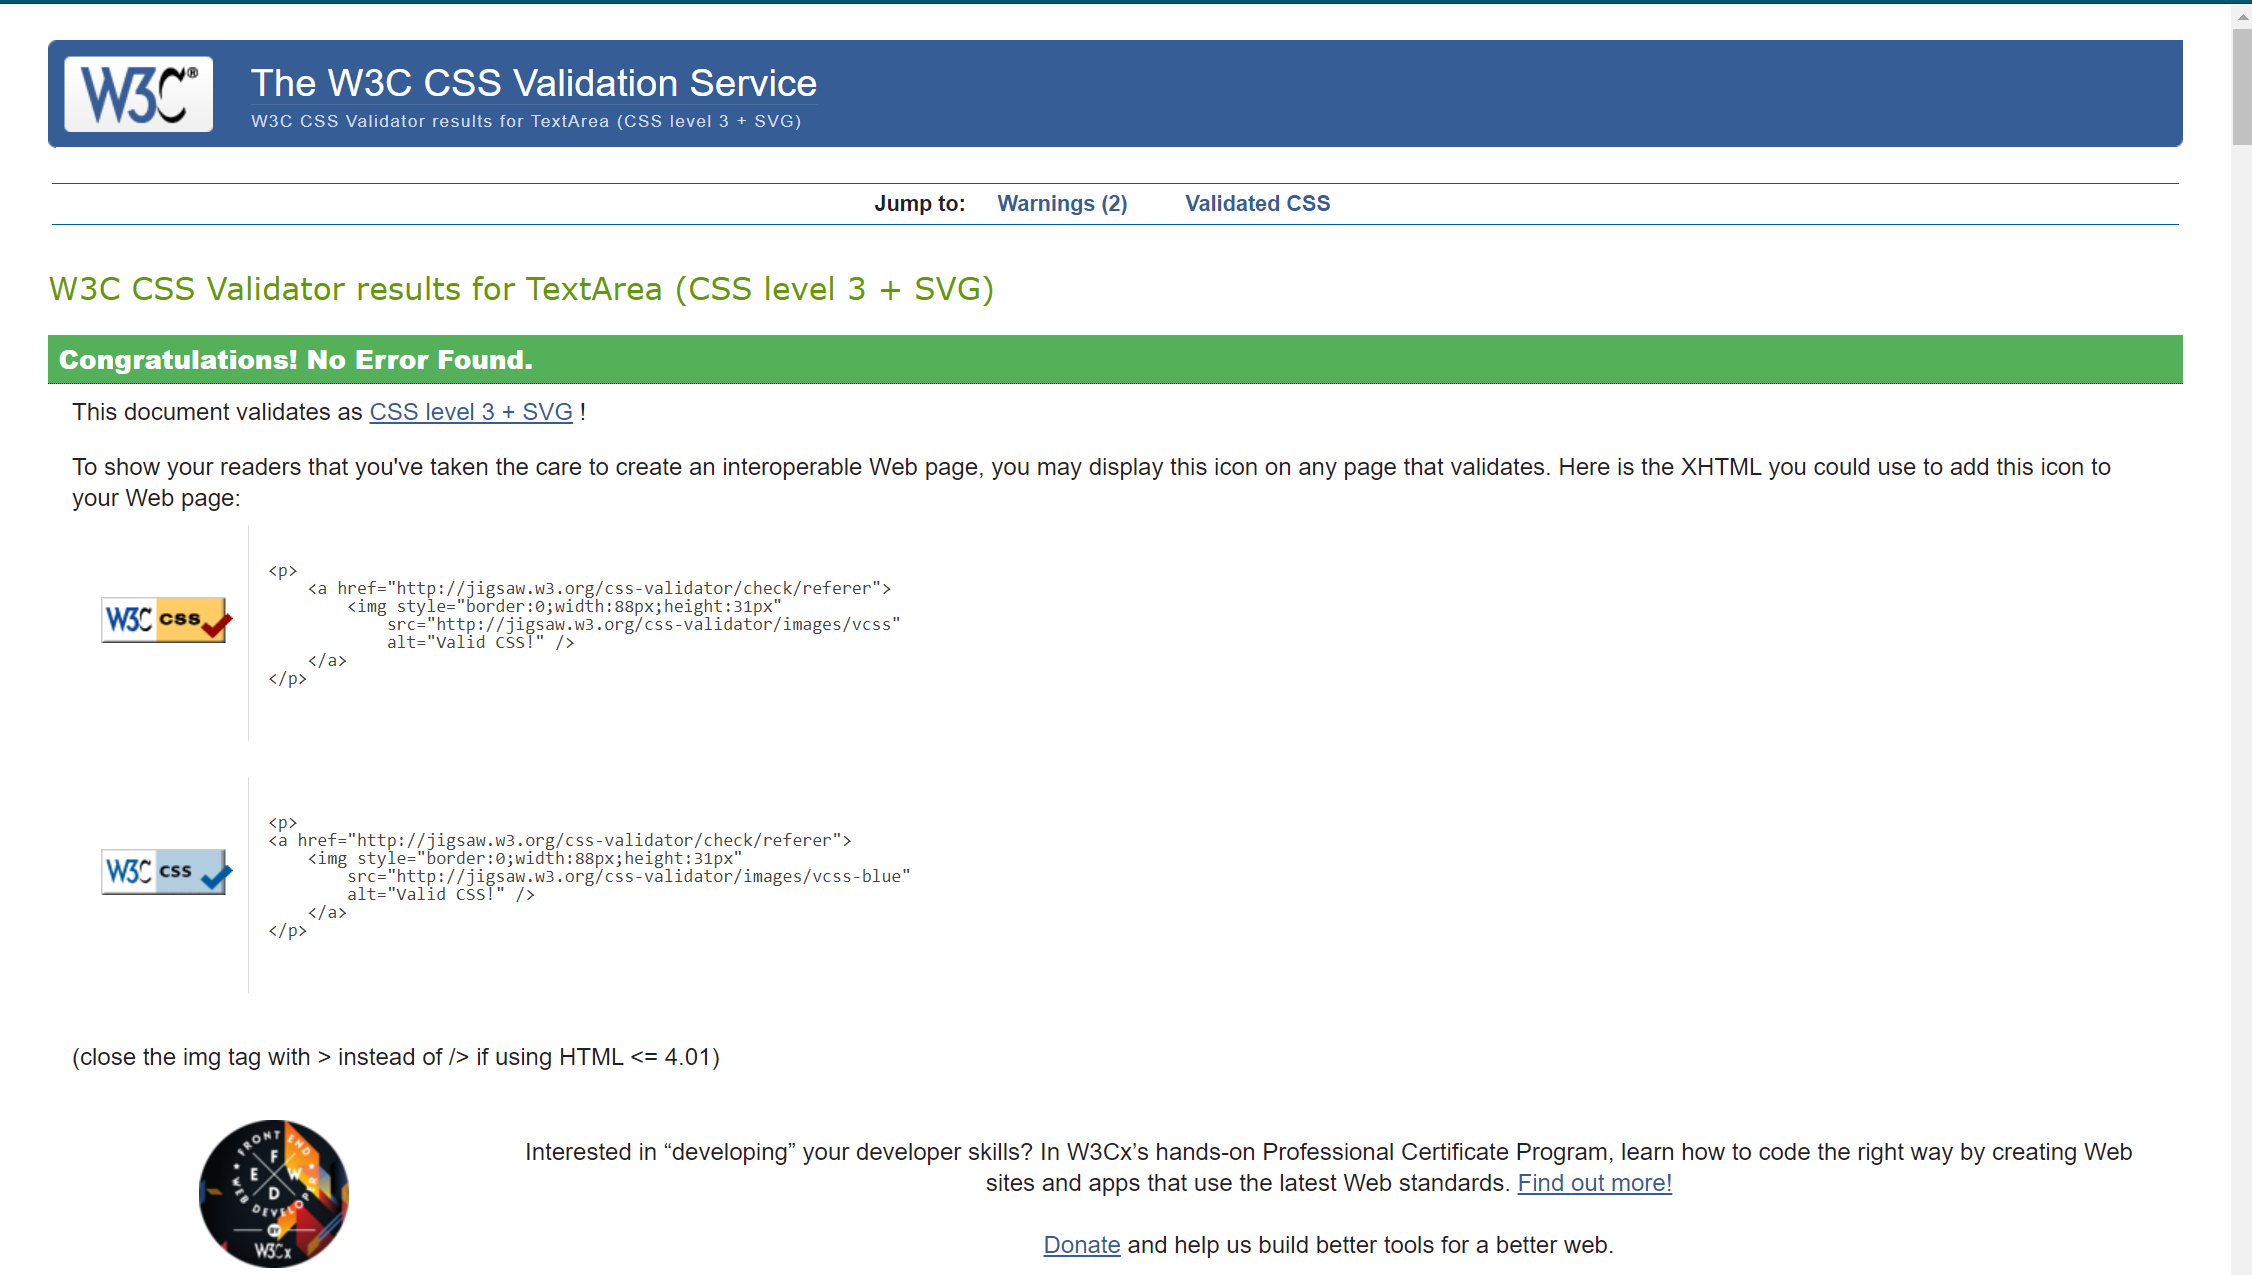 W3C®
The W3C CSS Validation Service
W3C CSS Validator results for TextArea (CSS level 3 + SVG)
Jump to: Warnings (2) Validated CSS
W3C CSS Validator results for TextArea (CSS level 3 + SVG)
Congratulations! No Error Found.
This document validates as CSS level 3 + SVG !
To show your readers that you've taken the care to create an interoperable Web page, you may display this icon on any page that validates. Here is the XHTML you could use to add this icon to
your Web page:
W3C css
<p>
    <a href="http://jigsaw.w3.org/css-validator/check/referer">
        <img style="border:0;width:88px;height:31px"
            src="http://jigsaw.w3.org/css-validator/images/vcss"
            alt="Valid CSS!" />
    </a>
</p>
W3C css
<p>
<a href="http://jigsaw.w3.org/css-validator/check/referer">
    <img style="border:0;width:88px;height:31px"
        src="http://jigsaw.w3.org/css-validator/images/vcss-blue"
        alt="Valid CSS!" />
    </a>
</p>
(close the img tag with > instead of /> if using HTML <= 4.01)
FRONT END
F E W D
WEB DEVELOPER
BY
W3Cx
Interested in “developing” your developer skills? In W3Cx’s hands-on Professional Certificate Program, learn how to code the right way by creating Web
sites and apps that use the latest Web standards. Find out more!
Donate and help us build better tools for a better web.